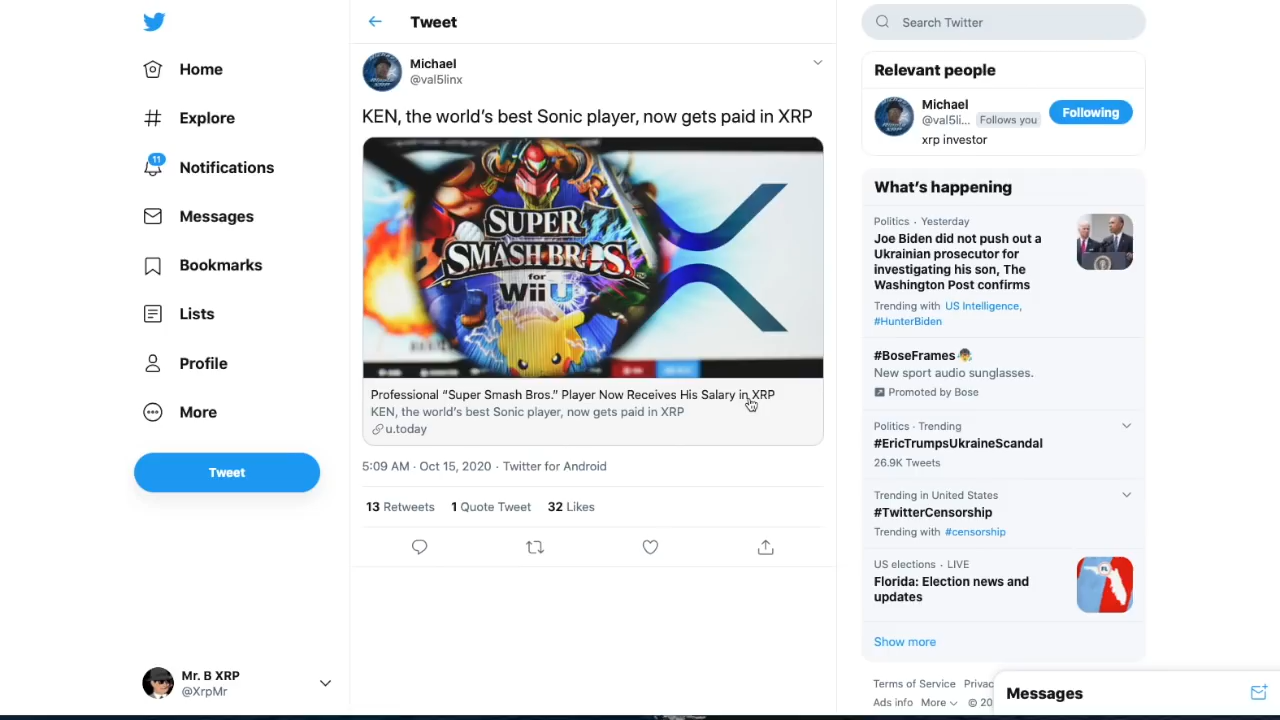 Home
Explore
11
Notifications
Messages
Bookmarks
Lists
Profile
More
Tweet
Mr. B XRP
@XrpMr
Tweet
Michael
@val5linx
KEN, the world's best Sonic player, now gets paid in XRP
SUPER
SMASH BROS.
for
Wii U
Professional “Super Smash Bros.” Player Now Receives His Salary in XRP
KEN, the world's best Sonic player, now gets paid in XRP
u.today
5:09 AM · Oct 15, 2020 · Twitter for Android
13 Retweets 1 Quote Tweet 32 Likes
Search Twitter
Relevant people
Michael
@val5li... Follows you
Following
xrp investor
What's happening
Politics · Yesterday
Joe Biden did not push out a
Ukrainian prosecutor for
investigating his son, The
Washington Post confirms
Trending with US Intelligence,
#HunterBiden
#BoseFrames
New sport audio sunglasses.
Promoted by Bose
Politics · Trending
#EricTrumpsUkraineScandal
26.9K Tweets
Trending in United States
#TwitterCensorship
Trending with #censorship
US elections · LIVE
Florida: Election news and
updates
Show more
Terms of Service Privac
Ads info More © 20
Messages